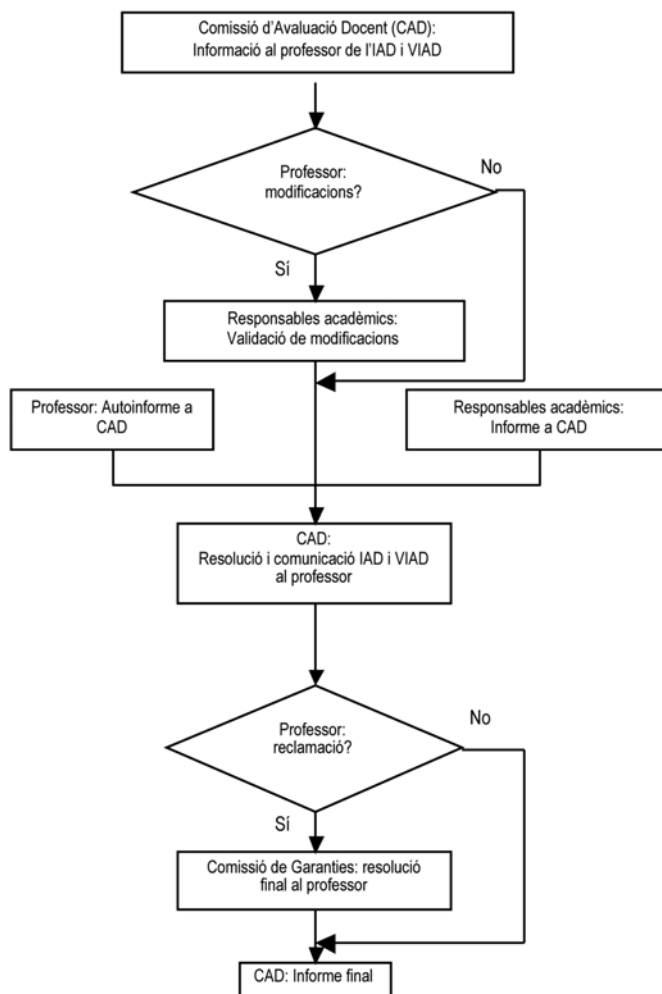 Comissió d'Avaluació Docent (CAD):
Informació al professor de l'IAD i VIAD
Professor:
modificacions?
No
Sí
Responsables acadèmics:
Validació de modificacions
Professor: Autoinforme a
CAD
Responsables acadèmics:
Informe a CAD
CAD:
Resolució i comunicació IAD i VIAD
al professor
Professor:
reclamació?
No
Sí
Comissió de Garanties: resolució
final al professor
CAD: Informe final